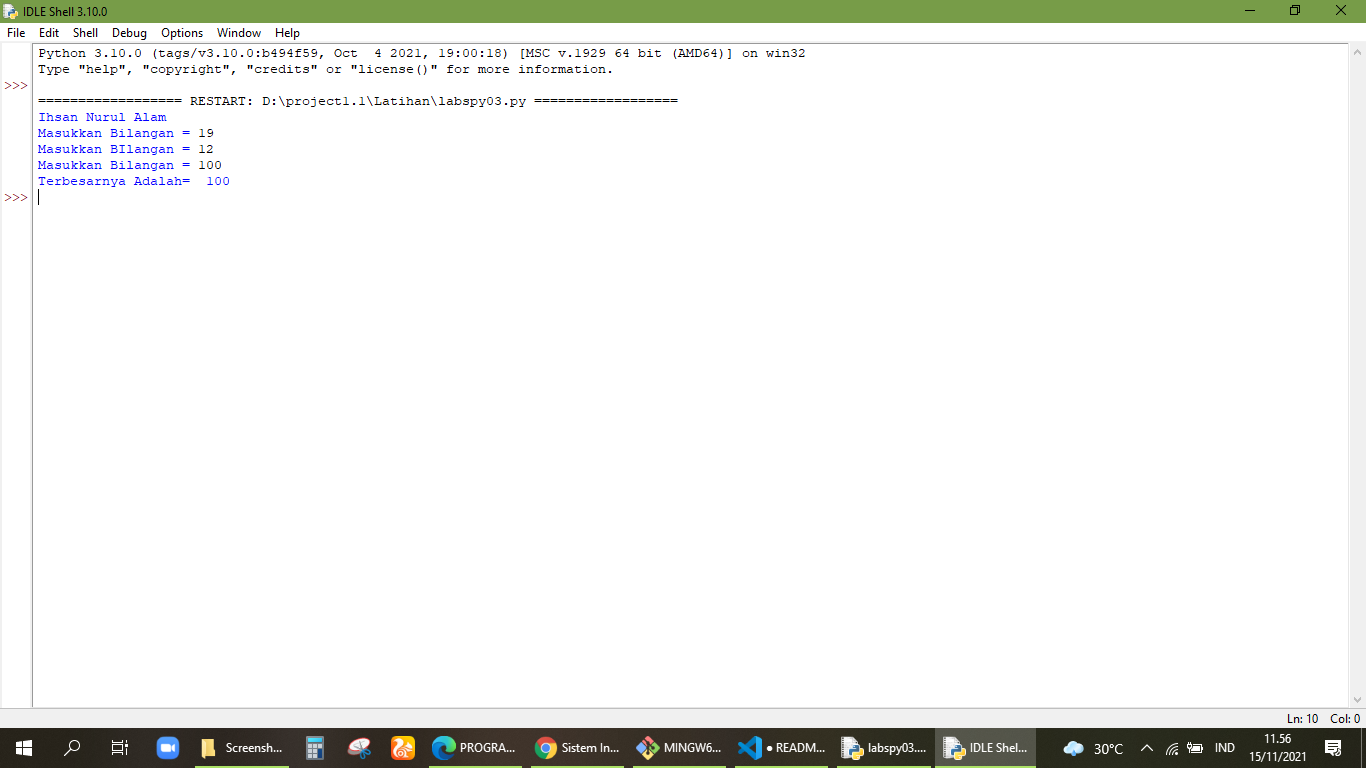 IDLE Shell 3.10.0
File Edit Shell Debug Options Window Help
Python 3.10.0 (tags/v3.10.0:b494f59, Oct  4 2021, 19:00:18) [MSC v.1929 64 bit (AMD64)] on win32
Type "help", "copyright", "credits" or "license()" for more information.
>>>
================== RESTART: D:\project1.1\Latihan\labspy03.py ==================
Ihsan Nurul Alam
Masukkan Bilangan = 19
Masukkan BIlangan = 12
Masukkan Bilangan = 100
Terbesarnya Adalah=  100
>>>
Ln: 10 Col: 0
Screensh... PROGRA... Sistem In... MINGW6... ● READM... labspy03.... IDLE Shel... 30°C IND 11.56
15/11/2021